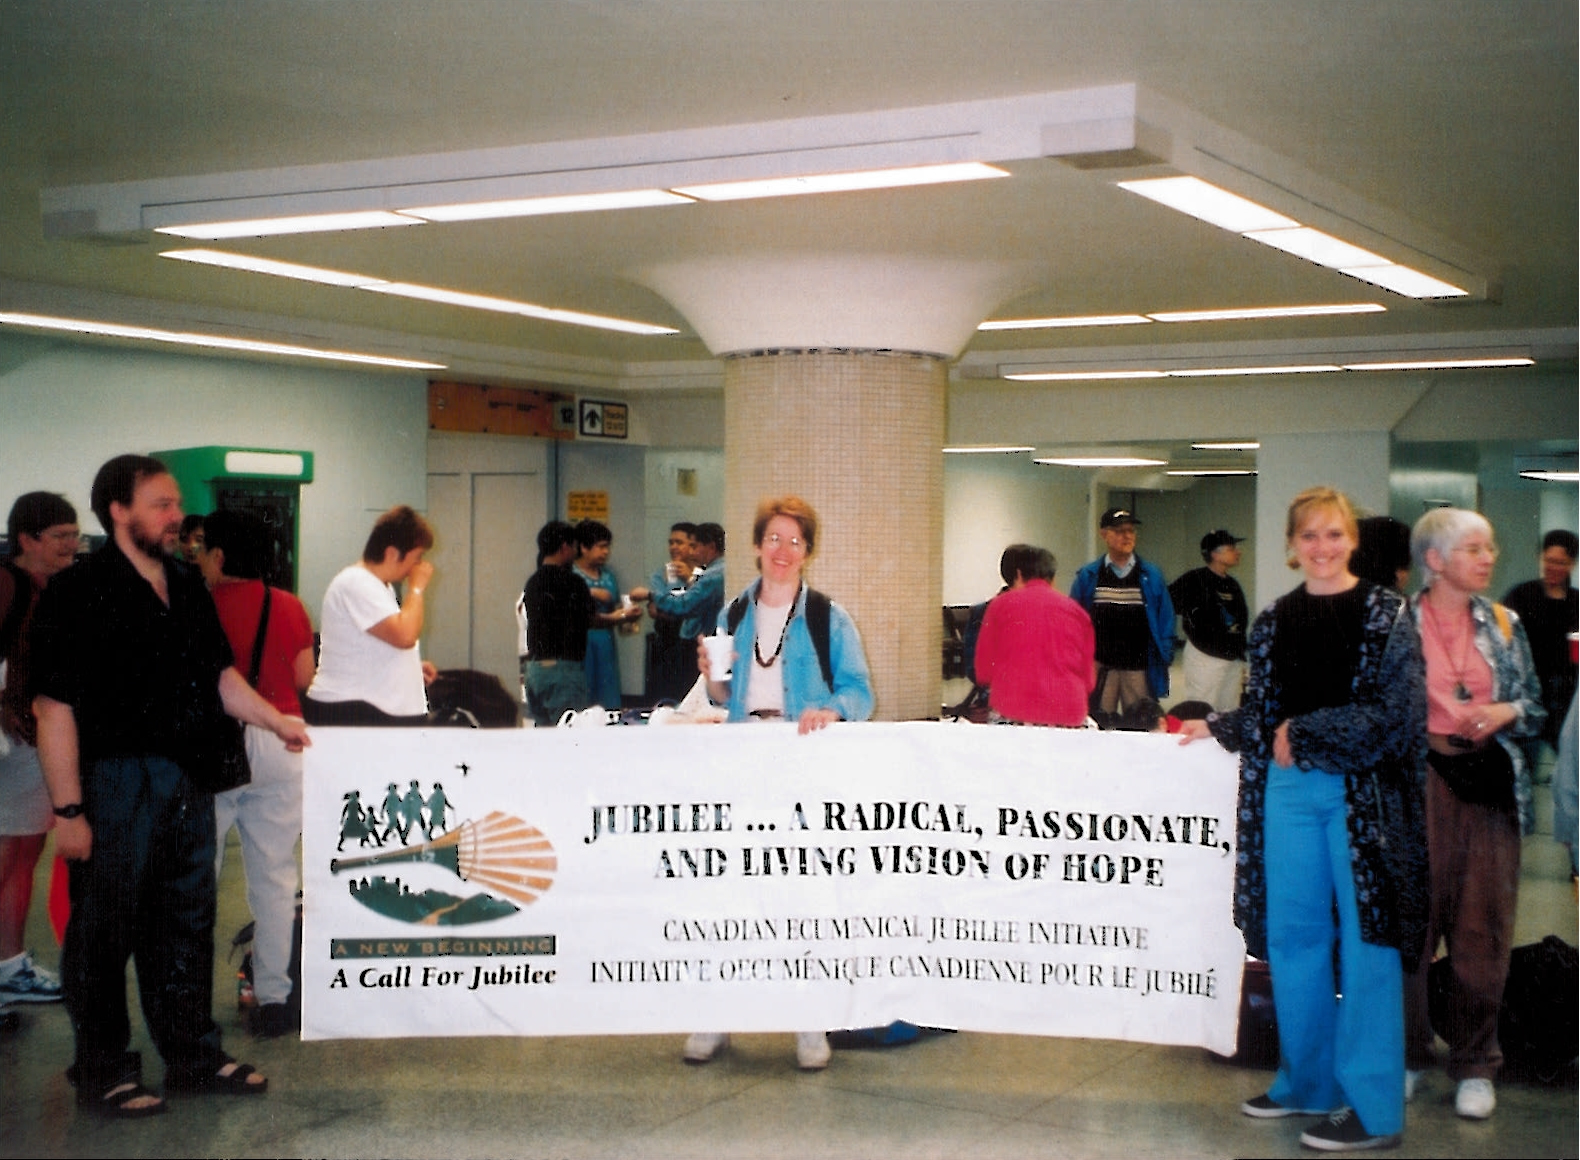 12
JUBILEE ... A RADICAL, PASSIONATE,
AND LIVING VISION OF HOPE
CANADIAN ECUMENICAL JUBILEE INITIATIVE
INITIATIVE OECUMÉNIQUE CANADIENNE POUR LE JUBILÉ
A NEW BEGINNING
A Call For Jubilee